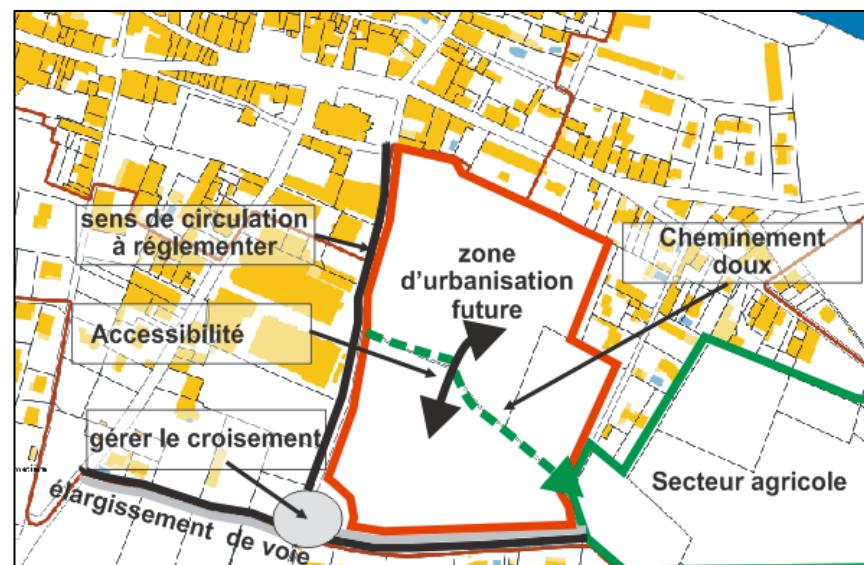 sens de circulation
à réglementer
zone
d'urbanisation
future
Cheminement
doux
Accessibilité
gérer le croisement
Secteur agricole
élargissement de voie